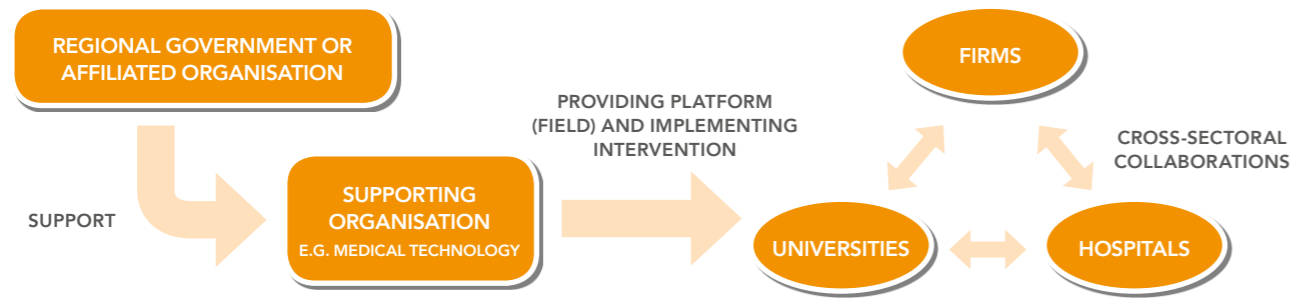 REGIONAL GOVERNMENT OR
AFFILIATED ORGANISATION
SUPPORT
SUPPORTING
ORGANISATION
E.G. MEDICAL TECHNOLOGY
PROVIDING PLATFORM
(FIELD) AND IMPLEMENTING
INTERVENTION
FIRMS
CROSS-SECTORAL
COLLABORATIONS
UNIVERSITIES
HOSPITALS